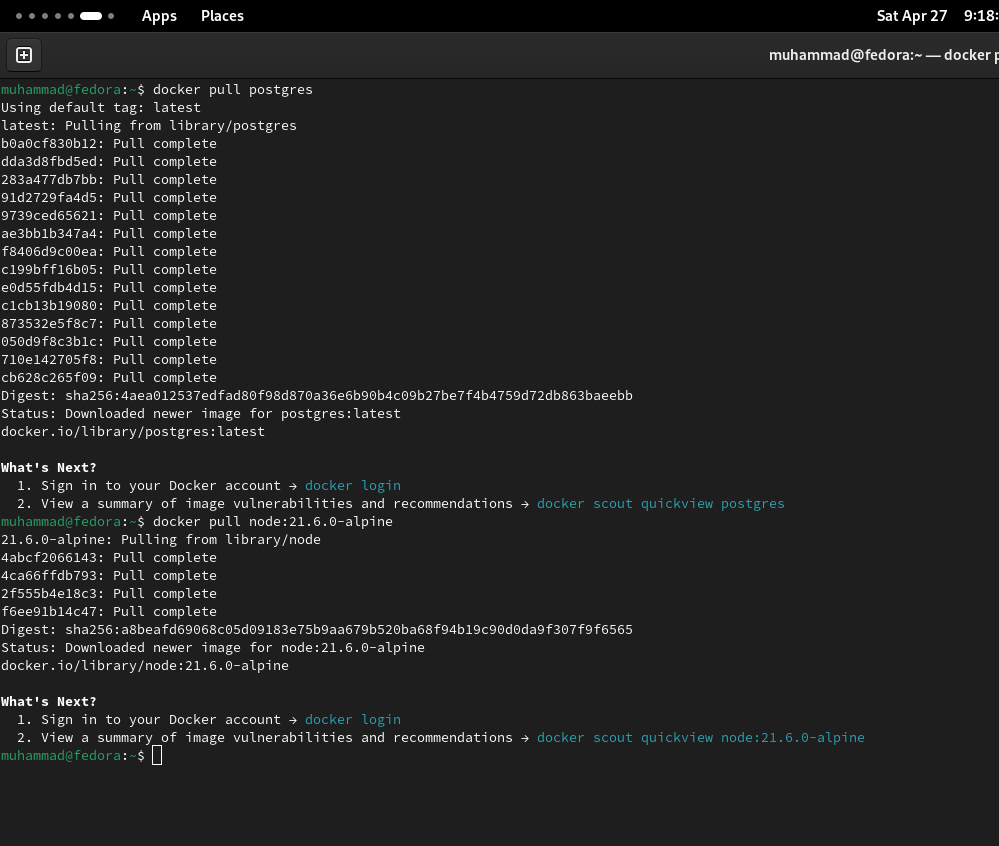 Apps Places Sat Apr 27 9:18:
muhammad@fedora:~ — docker p
muhammad@fedora:~$ docker pull postgres
Using default tag: latest
latest: Pulling from library/postgres
b0a0cf830b12: Pull complete
dda3d8fbd5ed: Pull complete
283a477db7bb: Pull complete
91d2729fa4d5: Pull complete
9739ced65621: Pull complete
ae3bb1b347a4: Pull complete
f8406d9c00ea: Pull complete
c199bff16b05: Pull complete
e0d55fdb4d15: Pull complete
c1cb13b19080: Pull complete
873532e5f8c7: Pull complete
050d9f8c3b1c: Pull complete
710e142705f8: Pull complete
cb628c265f09: Pull complete
Digest: sha256:4aea012537edfad80f98d870a36e6b90b4c09b27be7f4b4759d72db863baeebb
Status: Downloaded newer image for postgres:latest
docker.io/library/postgres:latest
What's Next?
1. Sign in to your Docker account → docker login
2. View a summary of image vulnerabilities and recommendations → docker scout quickview postgres
muhammad@fedora:~$ docker pull node:21.6.0-alpine
21.6.0-alpine: Pulling from library/node
4abcf2066143: Pull complete
4ca66ffdb793: Pull complete
2f555b4e18c3: Pull complete
f6ee91b14c47: Pull complete
Digest: sha256:a8beafd69068c05d09183e75b9aa679b520ba68f94b19c90d0da9f307f9f6565
Status: Downloaded newer image for node:21.6.0-alpine
docker.io/library/node:21.6.0-alpine
What's Next?
1. Sign in to your Docker account → docker login
2. View a summary of image vulnerabilities and recommendations → docker scout quickview node:21.6.0-alpine
muhammad@fedora:~$